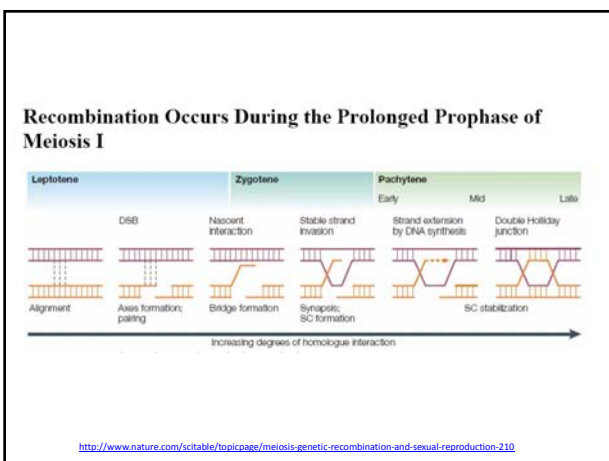 Recombination Occurs During the Prolonged Prophase of
Meiosis I
Leptotene Zygotene Pachytene
Early Mid Late
DSB Nascent interaction Stable strand invasion Strand extension by DNA synthesis Double Holliday junction
Alignment Axes formation; pairing Bridge formation Synapsis; SC formation SC stabilization
Increasing degrees of homologue interaction
http://www.nature.com/scitable/topicpage/meiosis-genetic-recombination-and-sexual-reproduction-210